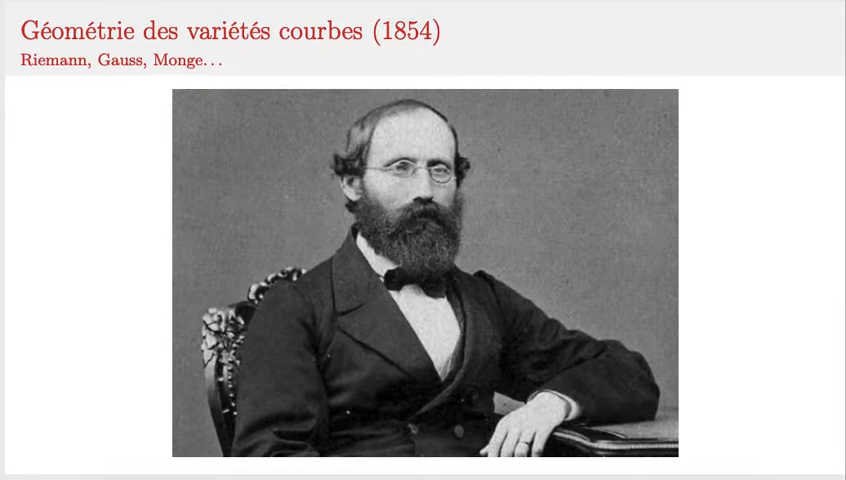 Géométrie des variétés courbes (1854)
Riemann, Gauss, Monge...